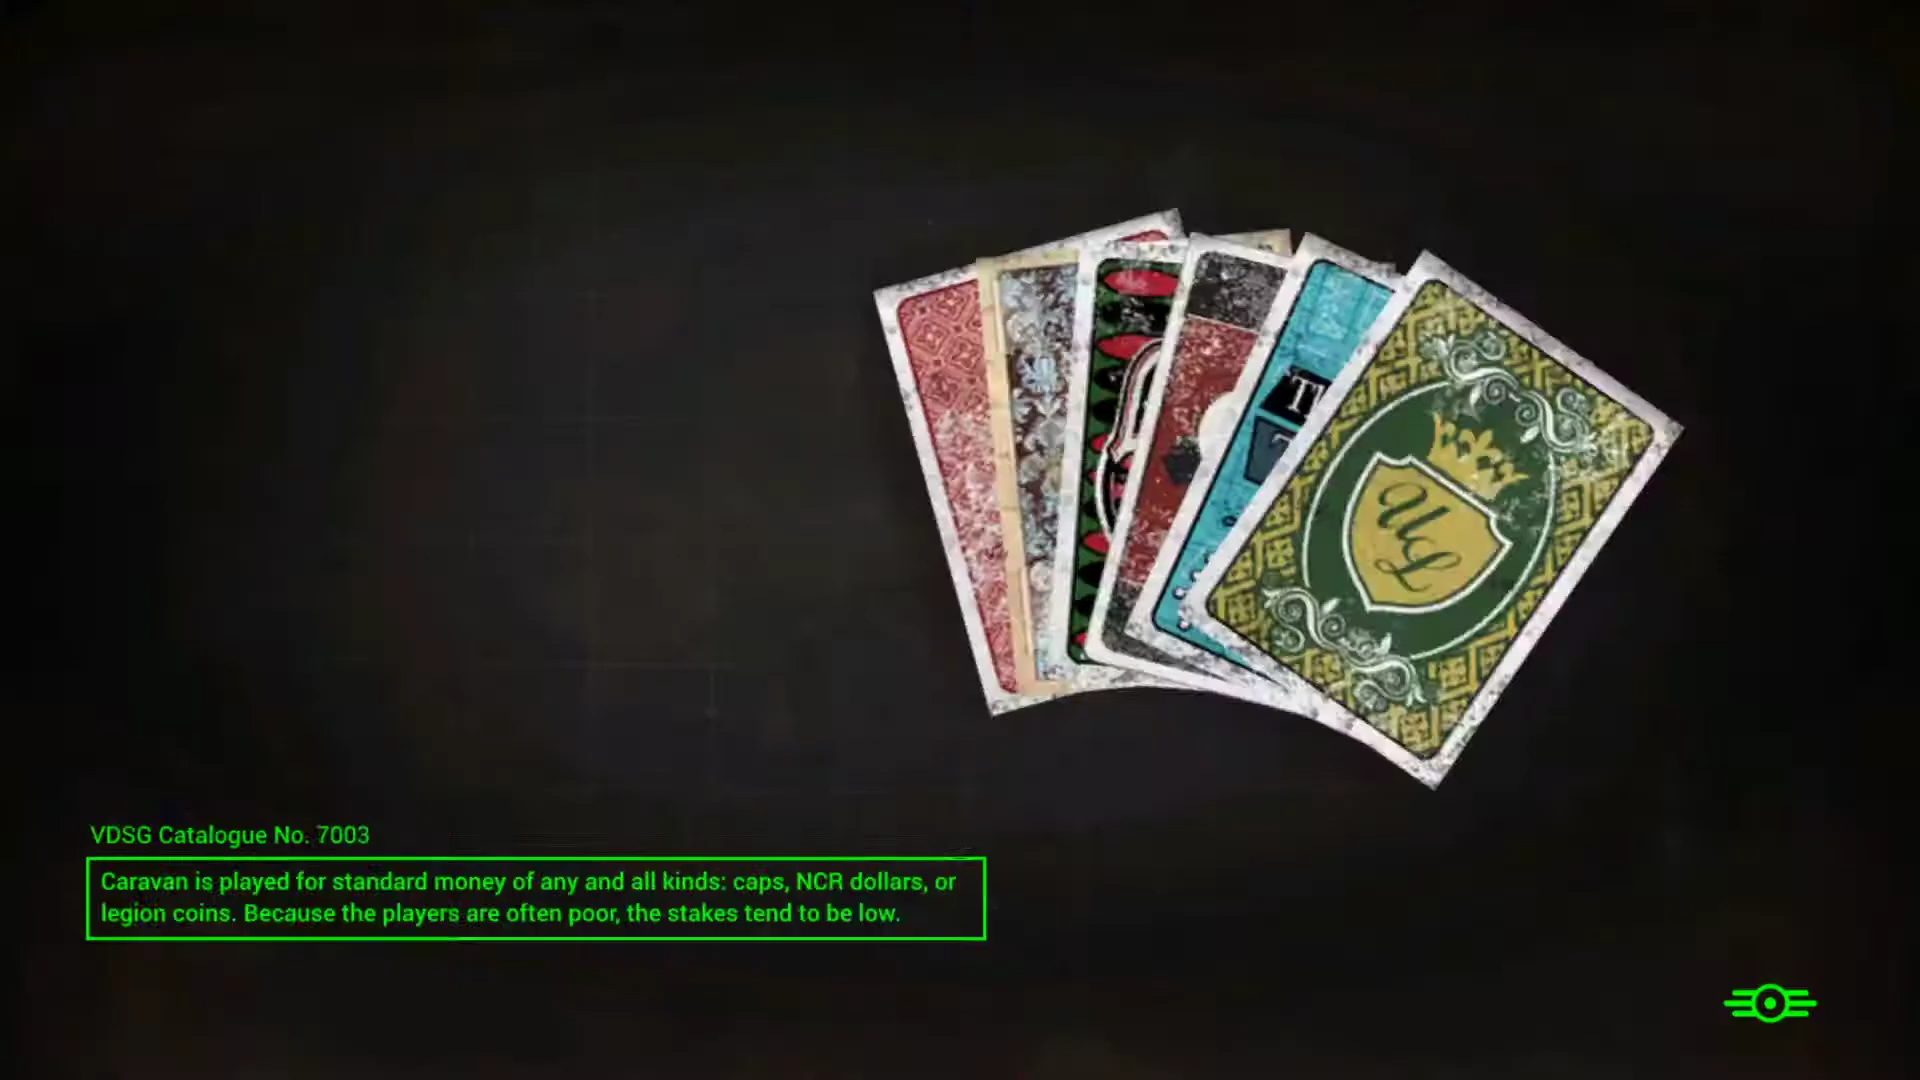 T
UL
VDSG Catalogue No. 7003
Caravan is played for standard money of any and all kinds: caps, NCR dollars, or
legion coins. Because the players are often poor, the stakes tend to be low.